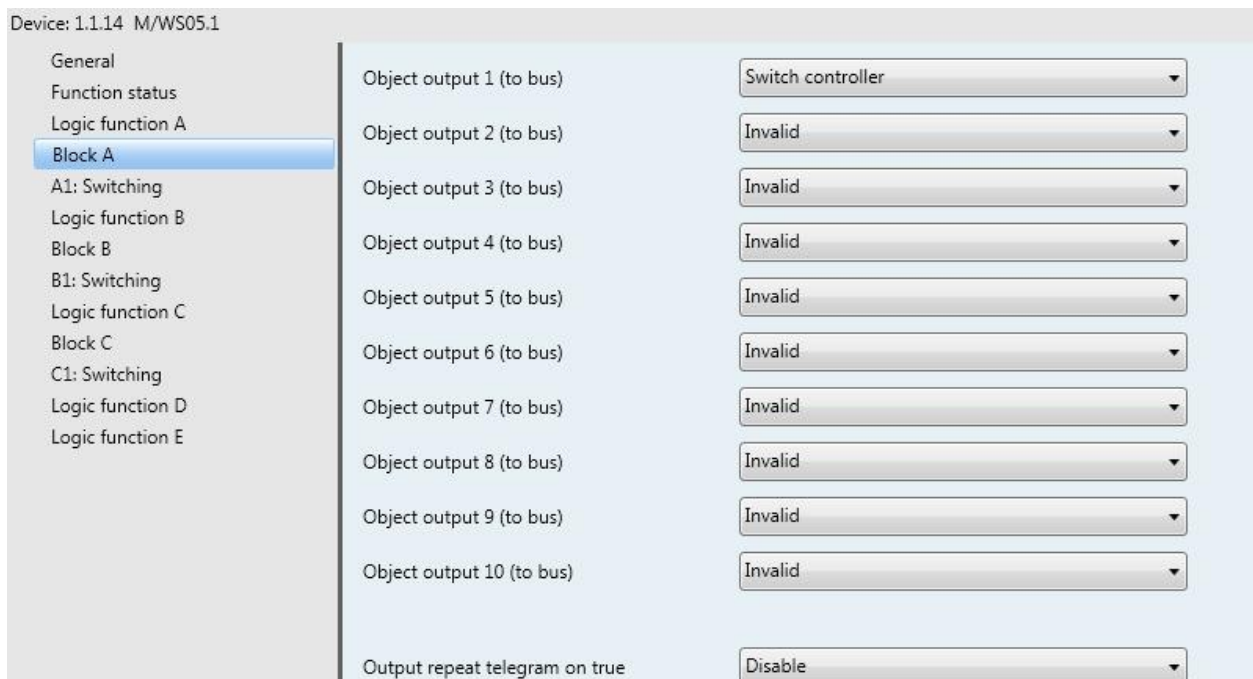 Device: 1.1.14 M/WS05.1
General
Function status
Logic function A
Block A
A1: Switching
Logic function B
Block B
B1: Switching
Logic function C
Block C
C1: Switching
Logic function D
Logic function E
Object output 1 (to bus) Switch controller
Object output 2 (to bus) Invalid
Object output 3 (to bus) Invalid
Object output 4 (to bus) Invalid
Object output 5 (to bus) Invalid
Object output 6 (to bus) Invalid
Object output 7 (to bus) Invalid
Object output 8 (to bus) Invalid
Object output 9 (to bus) Invalid
Object output 10 (to bus) Invalid
Output repeat telegram on true Disable